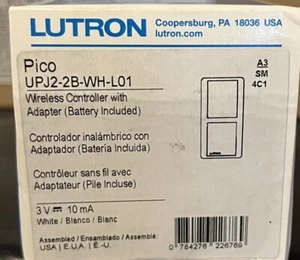 LUTRON
Coopersburg, PA 18036 USA
lutron.com
Pico
UPJ2-2B-WH-L01
Wireless Controller with
Adapter (Battery Included)
A3
SM
4C1
Controlador inalámbrico con
Adaptador (Bateria Incluida)
Contrôleur sans fil avec
Adaptateur (Pile Incluse)
3 V 10 mA
White / Blanco / Blanc
Assembled / Ensamblado / Assemblé:
USA | E.U.A. | É.-U.
0 784276 226769